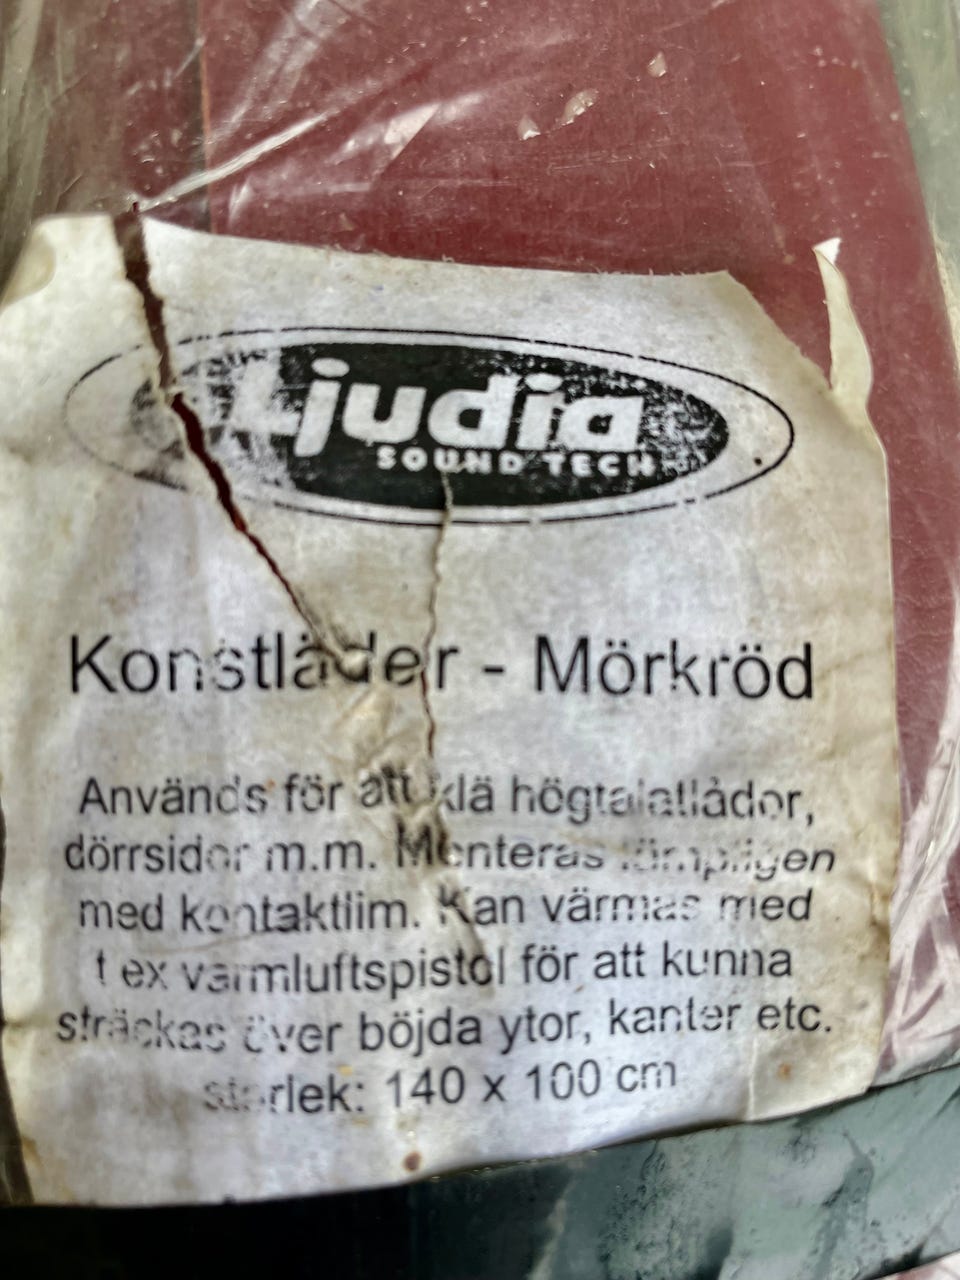 Ljudia
SOUND TECH
Konstläder - Mörkröd
Används för att klä högtalarlådor,
dörrsidor m.m. Monteras lämpligen
med kontaktlim. Kan värmas med
t ex varmluftspistol för att kunna
sträckas över böjda ytor, kanter etc.
storlek: 140 x 100 cm